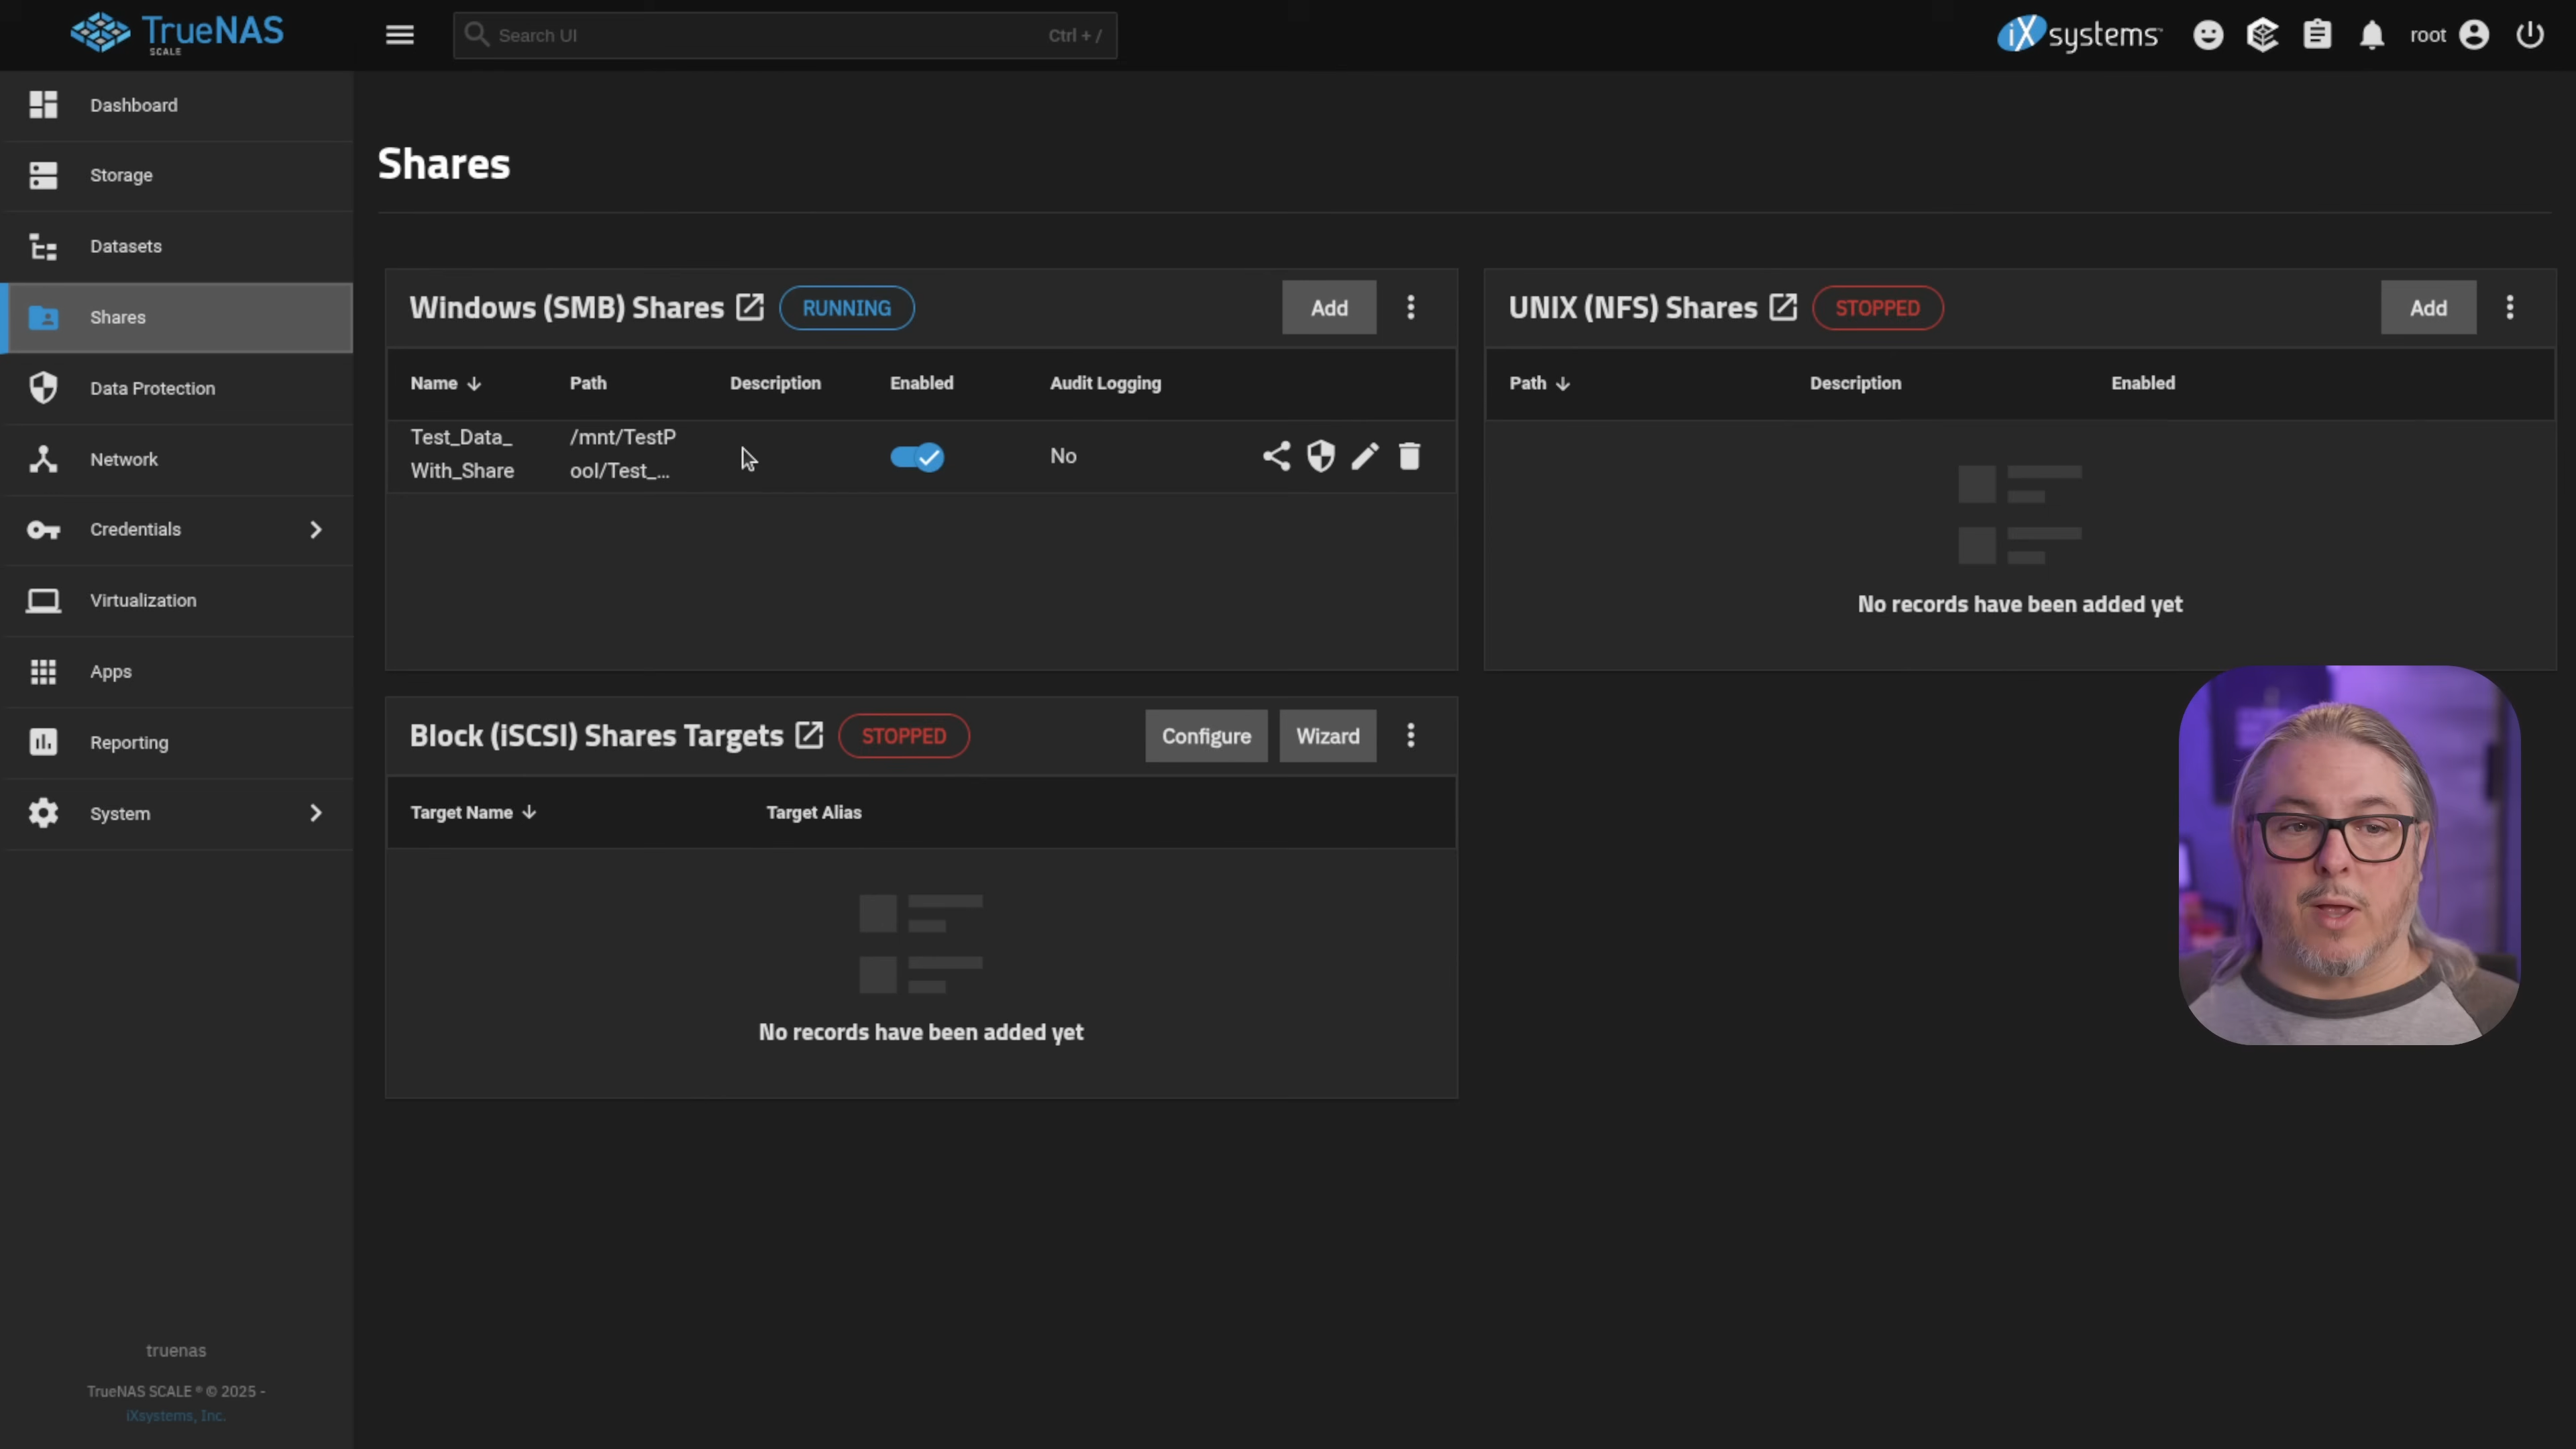 TrueNAS
SCALE
Search UI
Ctrl + /
iXsystems
root
Dashboard
Storage
Datasets
Shares
Data Protection
Network
Credentials
Virtualization
Apps
Reporting
System
truenas
TrueNAS SCALE ® © 2025 -
iXsystems, Inc.
Shares
Windows (SMB) Shares
RUNNING
Add
Name
Path
Description
Enabled
Audit Logging
Test_Data_
With_Share
/mnt/TestP
ool/Test_...
No
UNIX (NFS) Shares
STOPPED
Add
Path
Description
Enabled
No records have been added yet
Block (iSCSI) Shares Targets
STOPPED
Configure
Wizard
Target Name
Target Alias
No records have been added yet